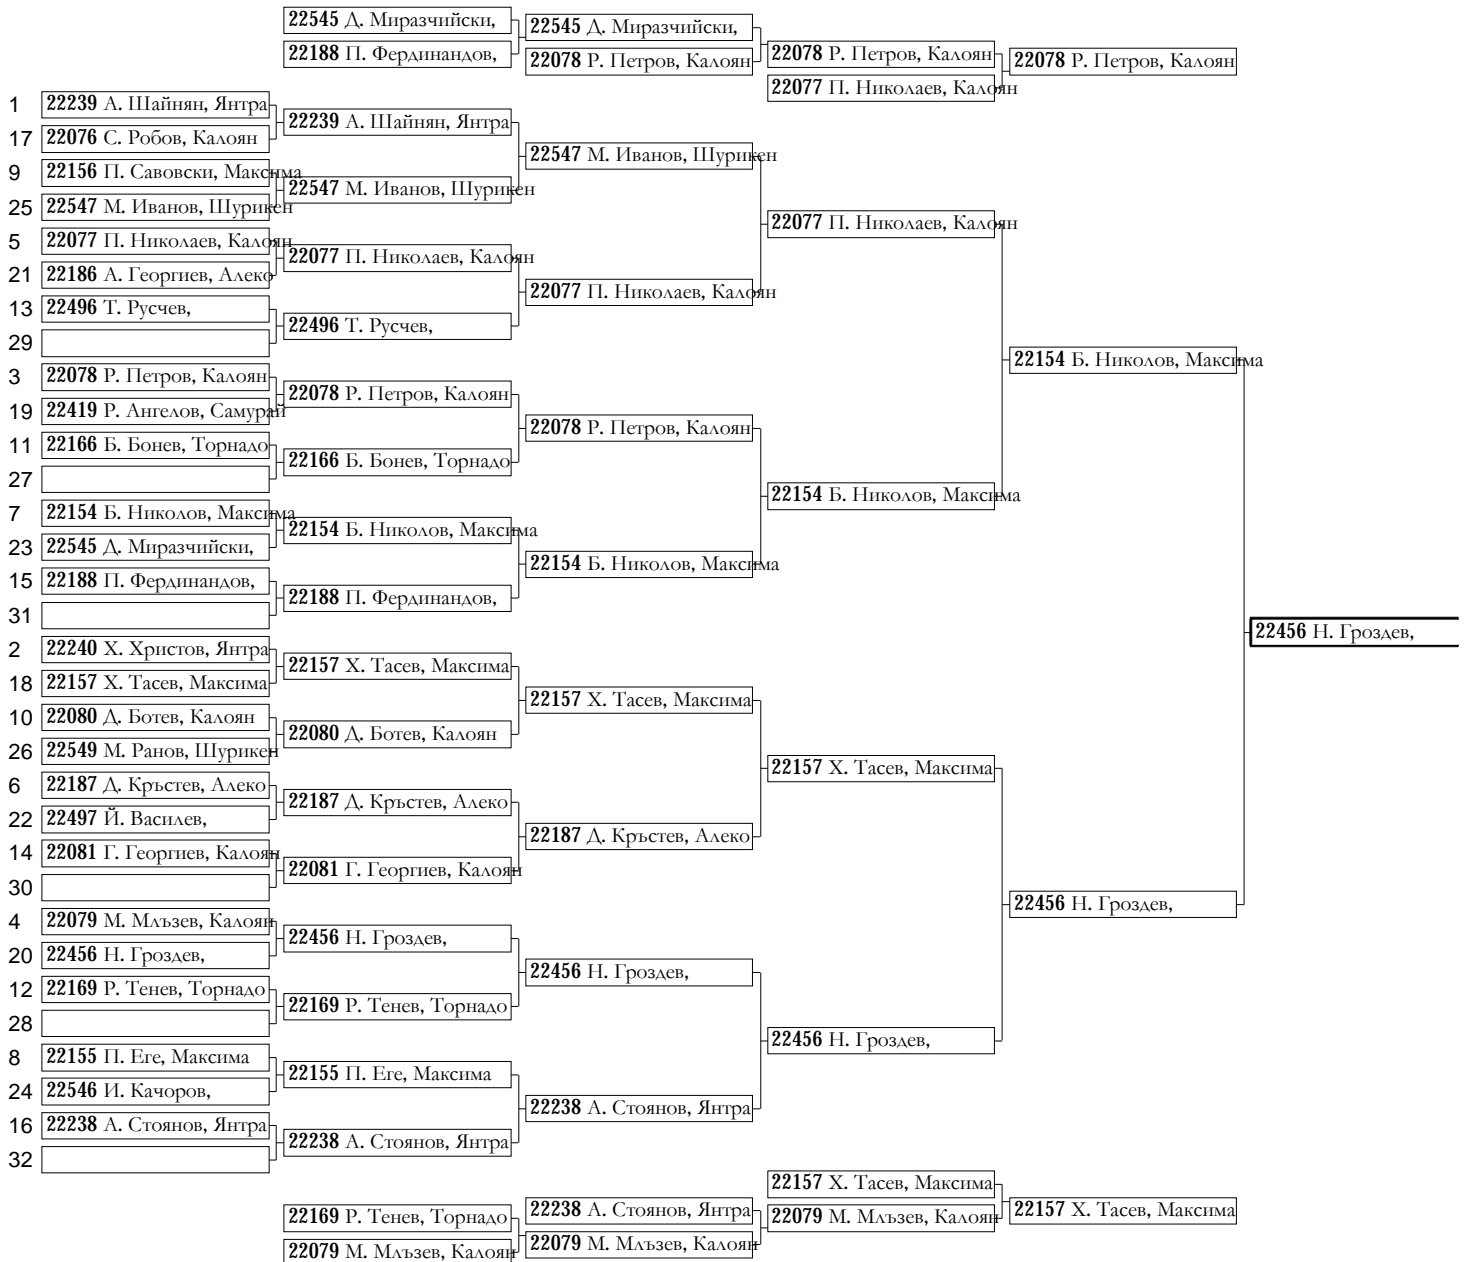 22545 Д. Миразчийски,
22188 П. Фердинандов,
22545 Д. Миразчийски,
22078 Р. Петров, Калоян
22078 Р. Петров, Калоян
22077 П. Николаев, Калоян
22078 Р. Петров, Калоян
1 22239 А. Шайнян, Янтра
17 22076 С. Робов, Калоян
9 22156 П. Савовски, Максима
25 22547 М. Иванов, Шурикен
5 22077 П. Николаев, Калоян
21 22186 А. Георгиев, Алеко
13 22496 Т. Русчев,
29
3 22078 Р. Петров, Калоян
19 22419 Р. Ангелов, Самурай
11 22166 Б. Бонев, Торнадо
27
7 22154 Б. Николов, Максима
23 22545 Д. Миразчийски,
15 22188 П. Фердинандов,
31
2 22240 Х. Христов, Янтра
18 22157 Х. Тасев, Максима
10 22080 Д. Ботев, Калоян
26 22549 М. Ранов, Шурикен
6 22187 Д. Кръстев, Алеко
22 22497 Й. Василев,
14 22081 Г. Георгиев, Калоян
30
4 22079 М. Млъзев, Калоян
20 22456 Н. Гроздев,
12 22169 Р. Тенев, Торнадо
28
8 22155 П. Еге, Максима
24 22546 И. Качоров,
16 22238 А. Стоянов, Янтра
32
22239 А. Шайнян, Янтра
22547 М. Иванов, Шурикен
22077 П. Николаев, Калоян
22496 Т. Русчев,
22078 Р. Петров, Калоян
22166 Б. Бонев, Торнадо
22154 Б. Николов, Максима
22188 П. Фердинандов,
22157 Х. Тасев, Максима
22080 Д. Ботев, Калоян
22187 Д. Кръстев, Алеко
22081 Г. Георгиев, Калоян
22456 Н. Гроздев,
22169 Р. Тенев, Торнадо
22155 П. Еге, Максима
22238 А. Стоянов, Янтра
22547 М. Иванов, Шурикен
22077 П. Николаев, Калоян
22078 Р. Петров, Калоян
22154 Б. Николов, Максима
22157 Х. Тасев, Максима
22187 Д. Кръстев, Алеко
22456 Н. Гроздев,
22238 А. Стоянов, Янтра
22077 П. Николаев, Калоян
22154 Б. Николов, Максима
22157 Х. Тасев, Максима
22456 Н. Гроздев,
22154 Б. Николов, Максима
22456 Н. Гроздев,
22456 Н. Гроздев,
22169 Р. Тенев, Торнадо
22079 М. Млъзев, Калоян
22238 А. Стоянов, Янтра
22079 М. Млъзев, Калоян
22157 Х. Тасев, Максима
22079 М. Млъзев, Калоян
22157 Х. Тасев, Максима